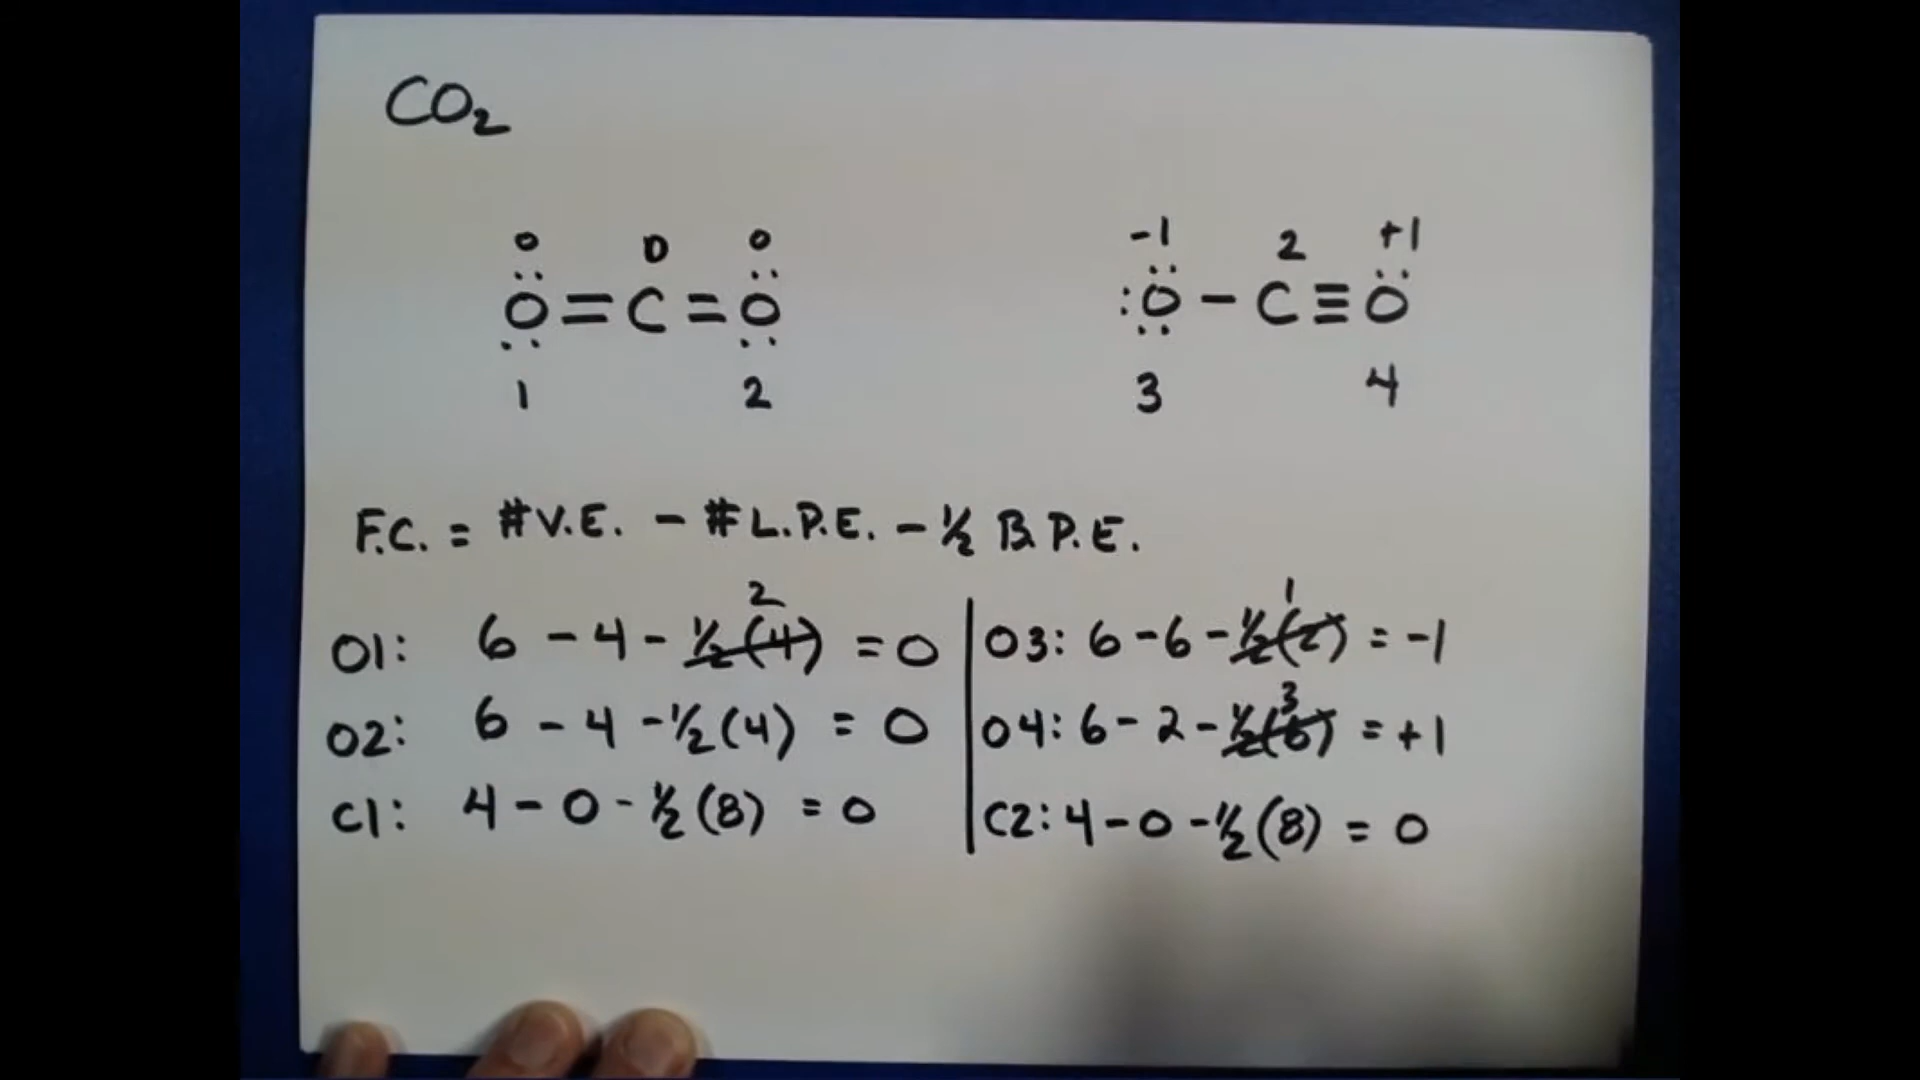 CO₂
0 0 0 -1 2 +1
O=C=O :O-C≡O
1 2 3 4
F.C. = #V.E. - #L.P.E. - ½ B.P.E.
2 1
O1: 6 - 4 - ½(4) = 0 | O3: 6 - 6 - ½(2) = -1
3
O2: 6 - 4 - ½(4) = 0 | O4: 6 - 2 - ½(6) = +1
C1: 4 - 0 - ½(8) = 0 | C2: 4 - 0 - ½(8) = 0